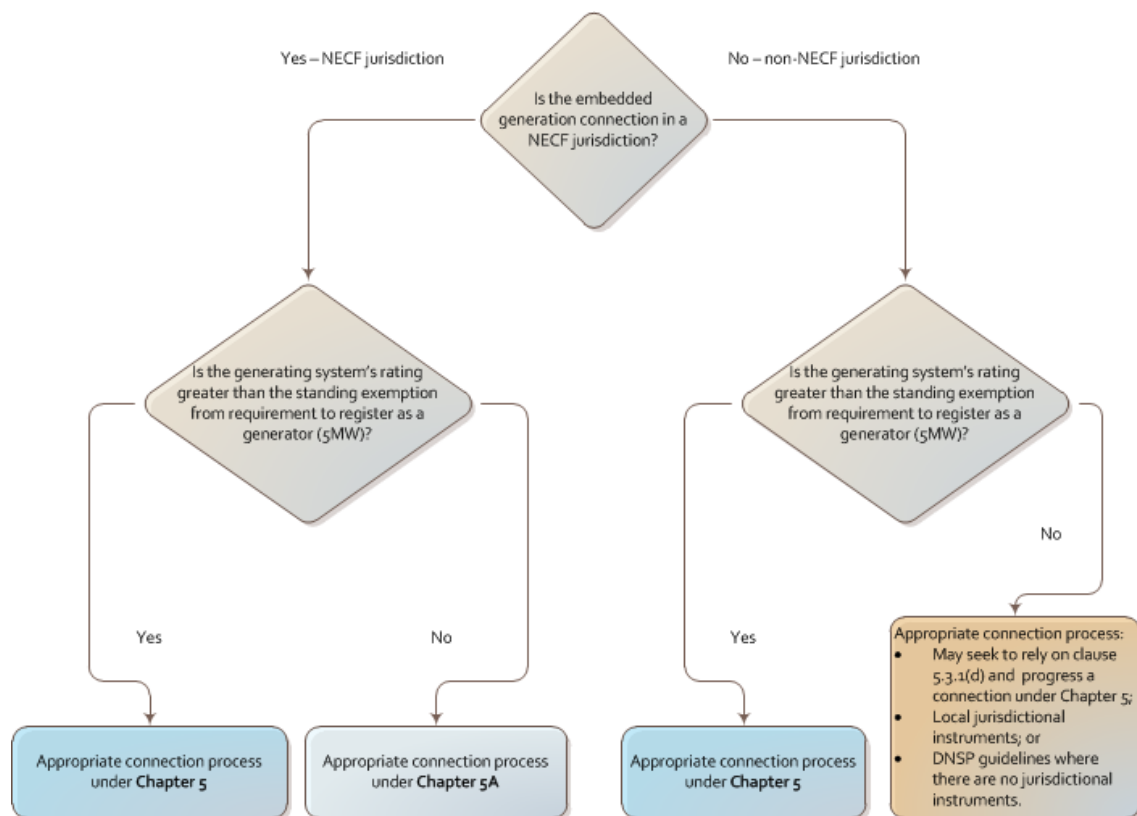 Yes – NECF jurisdiction
No – non-NECF jurisdiction
Is the embedded
generation connection in a
NECF jurisdiction?
Is the generating system's rating
greater than the standing exemption
from requirement to register as a
generator (5MW)?
Is the generating system's rating
greater than the standing exemption
from requirement to register as a
generator (5MW)?
Yes
No
Yes
No
Appropriate connection process
under Chapter 5
Appropriate connection process
under Chapter 5A
Appropriate connection process
under Chapter 5
Appropriate connection process:
• May seek to rely on clause
5.3.1(d) and progress a
connection under Chapter 5;
• Local jurisdictional
instruments; or
• DNSP guidelines where
there are no jurisdictional
instruments.